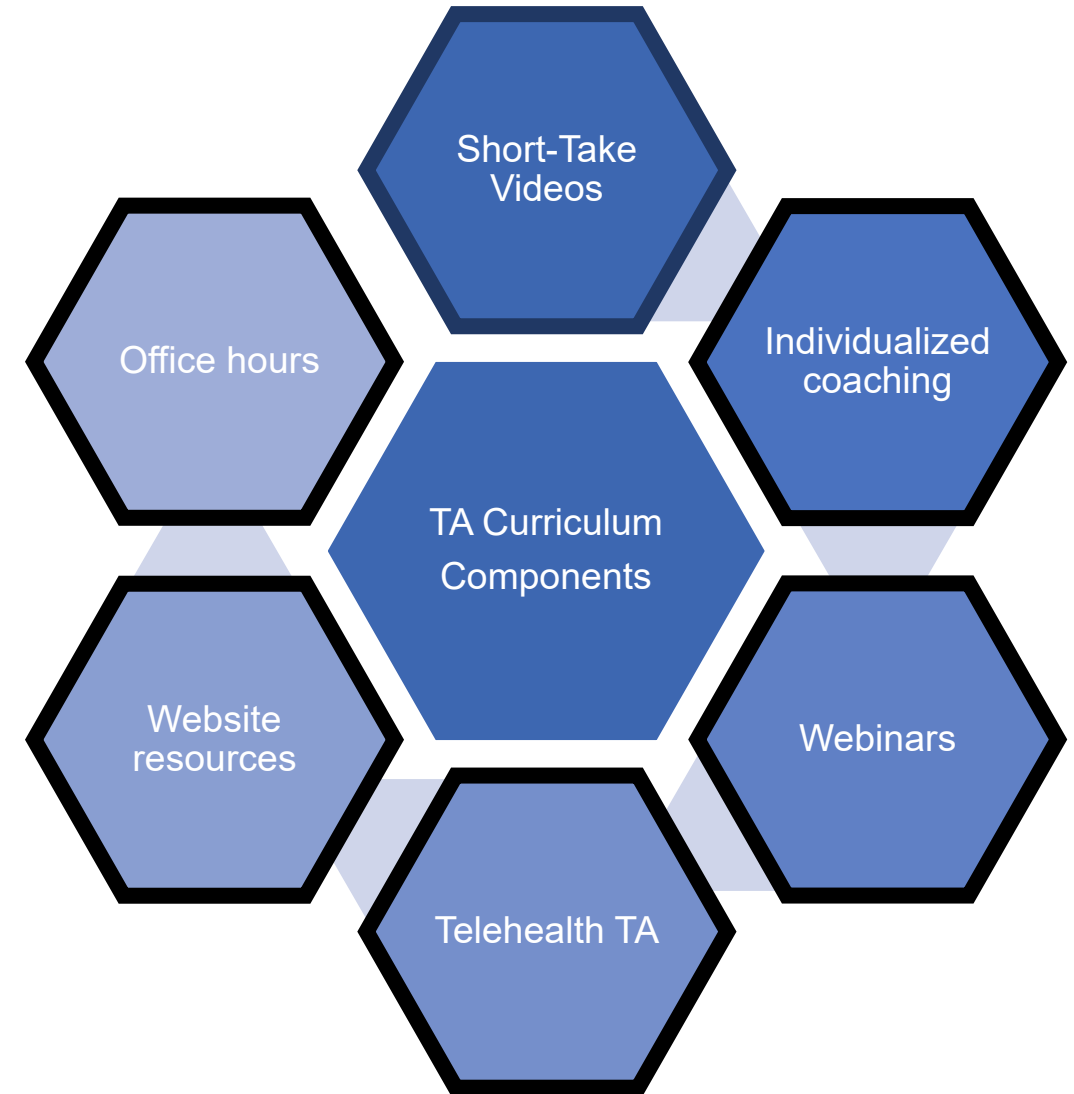 Short-Take
Videos
Individualized
coaching
Office hours
TA Curriculum
Components
Website
resources
Webinars
Telehealth TA